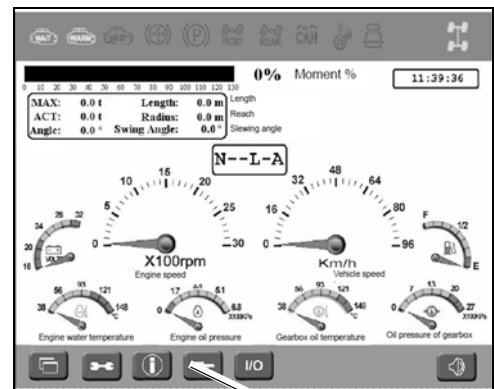 WAIT WARN (P) FRONT REAR CAN
0% Moment % 11:39:36
0 10 20 30 40 50 60 70 80 90 100 110 120 130
MAX: 0.0 t Length: 0.0 m Length
ACT: 0.0 t Radius: 0.0 m Reach
Angle: 0.0 ° Swing Angle: 0.0 ° Slewing angle
N--L-A
0 5 10 15 20 25 30
X100rpm
Engine speed
0 16 32 48 64 80 96
Km/h
Vehicle speed
16 20 24 28 32
VOLT
F 1/2 E
38 56 93 121 148
°C
Engine water temperature
0 1.7 5.1 6.8
X100KPa
Engine oil pressure
38 56 93 121 148
°C
Gearbox oil temperature
0 7 13 20 27
X100KPa
Oil pressure of gearbox
I/O